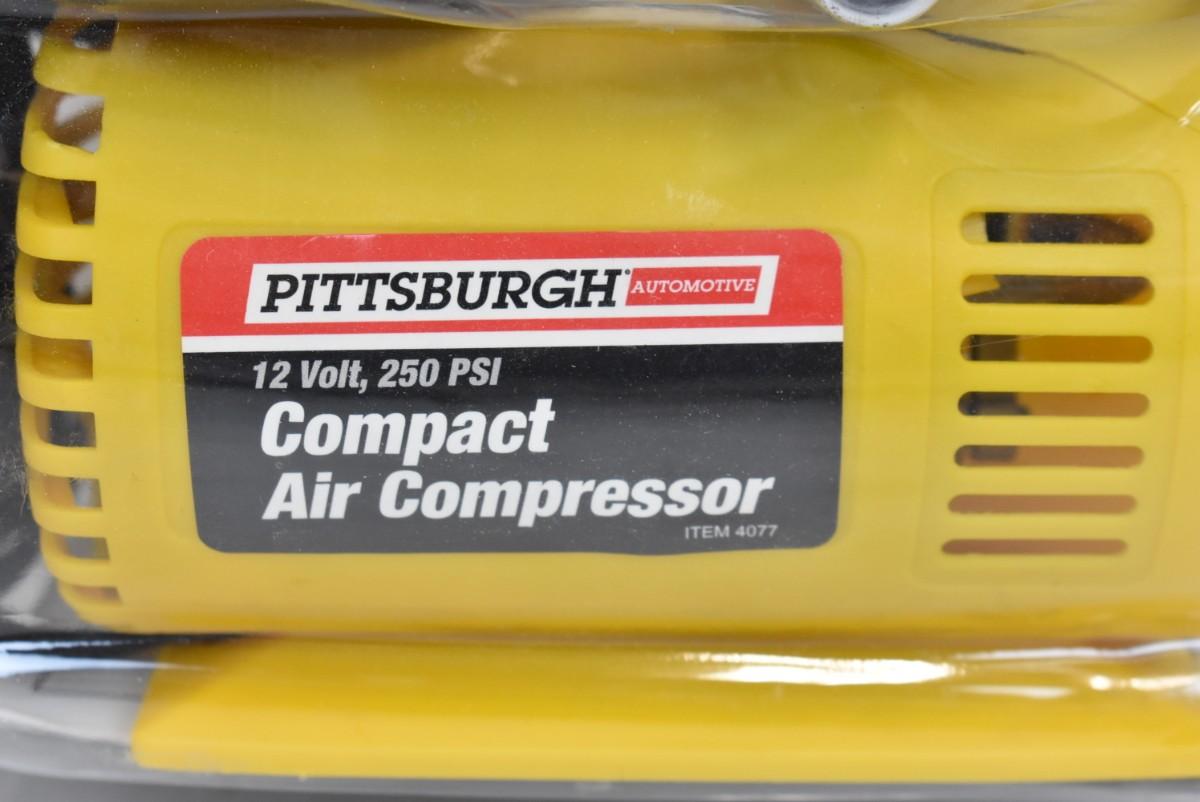 PITTSBURGH® AUTOMOTIVE
12 Volt, 250 PSI
Compact
Air Compressor
ITEM 4077